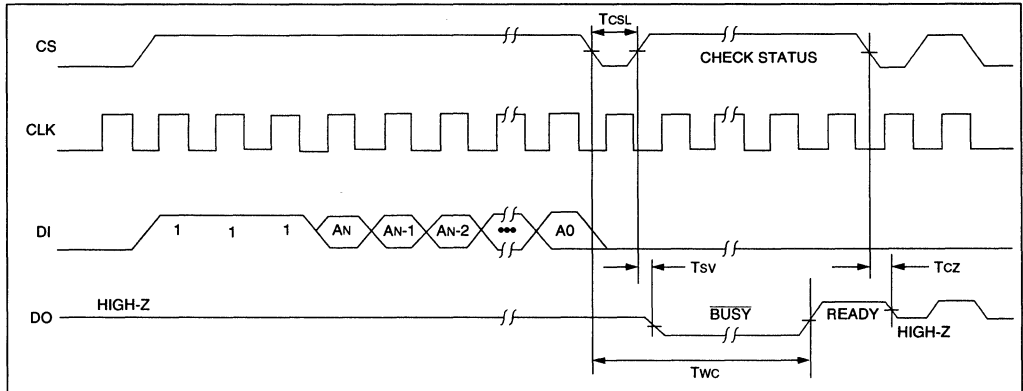 TCSL
CS
CHECK STATUS
CLK
DI 1 1 1 AN AN-1 AN-2 ••• A0
TSV
TCZ
HIGH-Z
DO
BUSY
READY
HIGH-Z
TWC